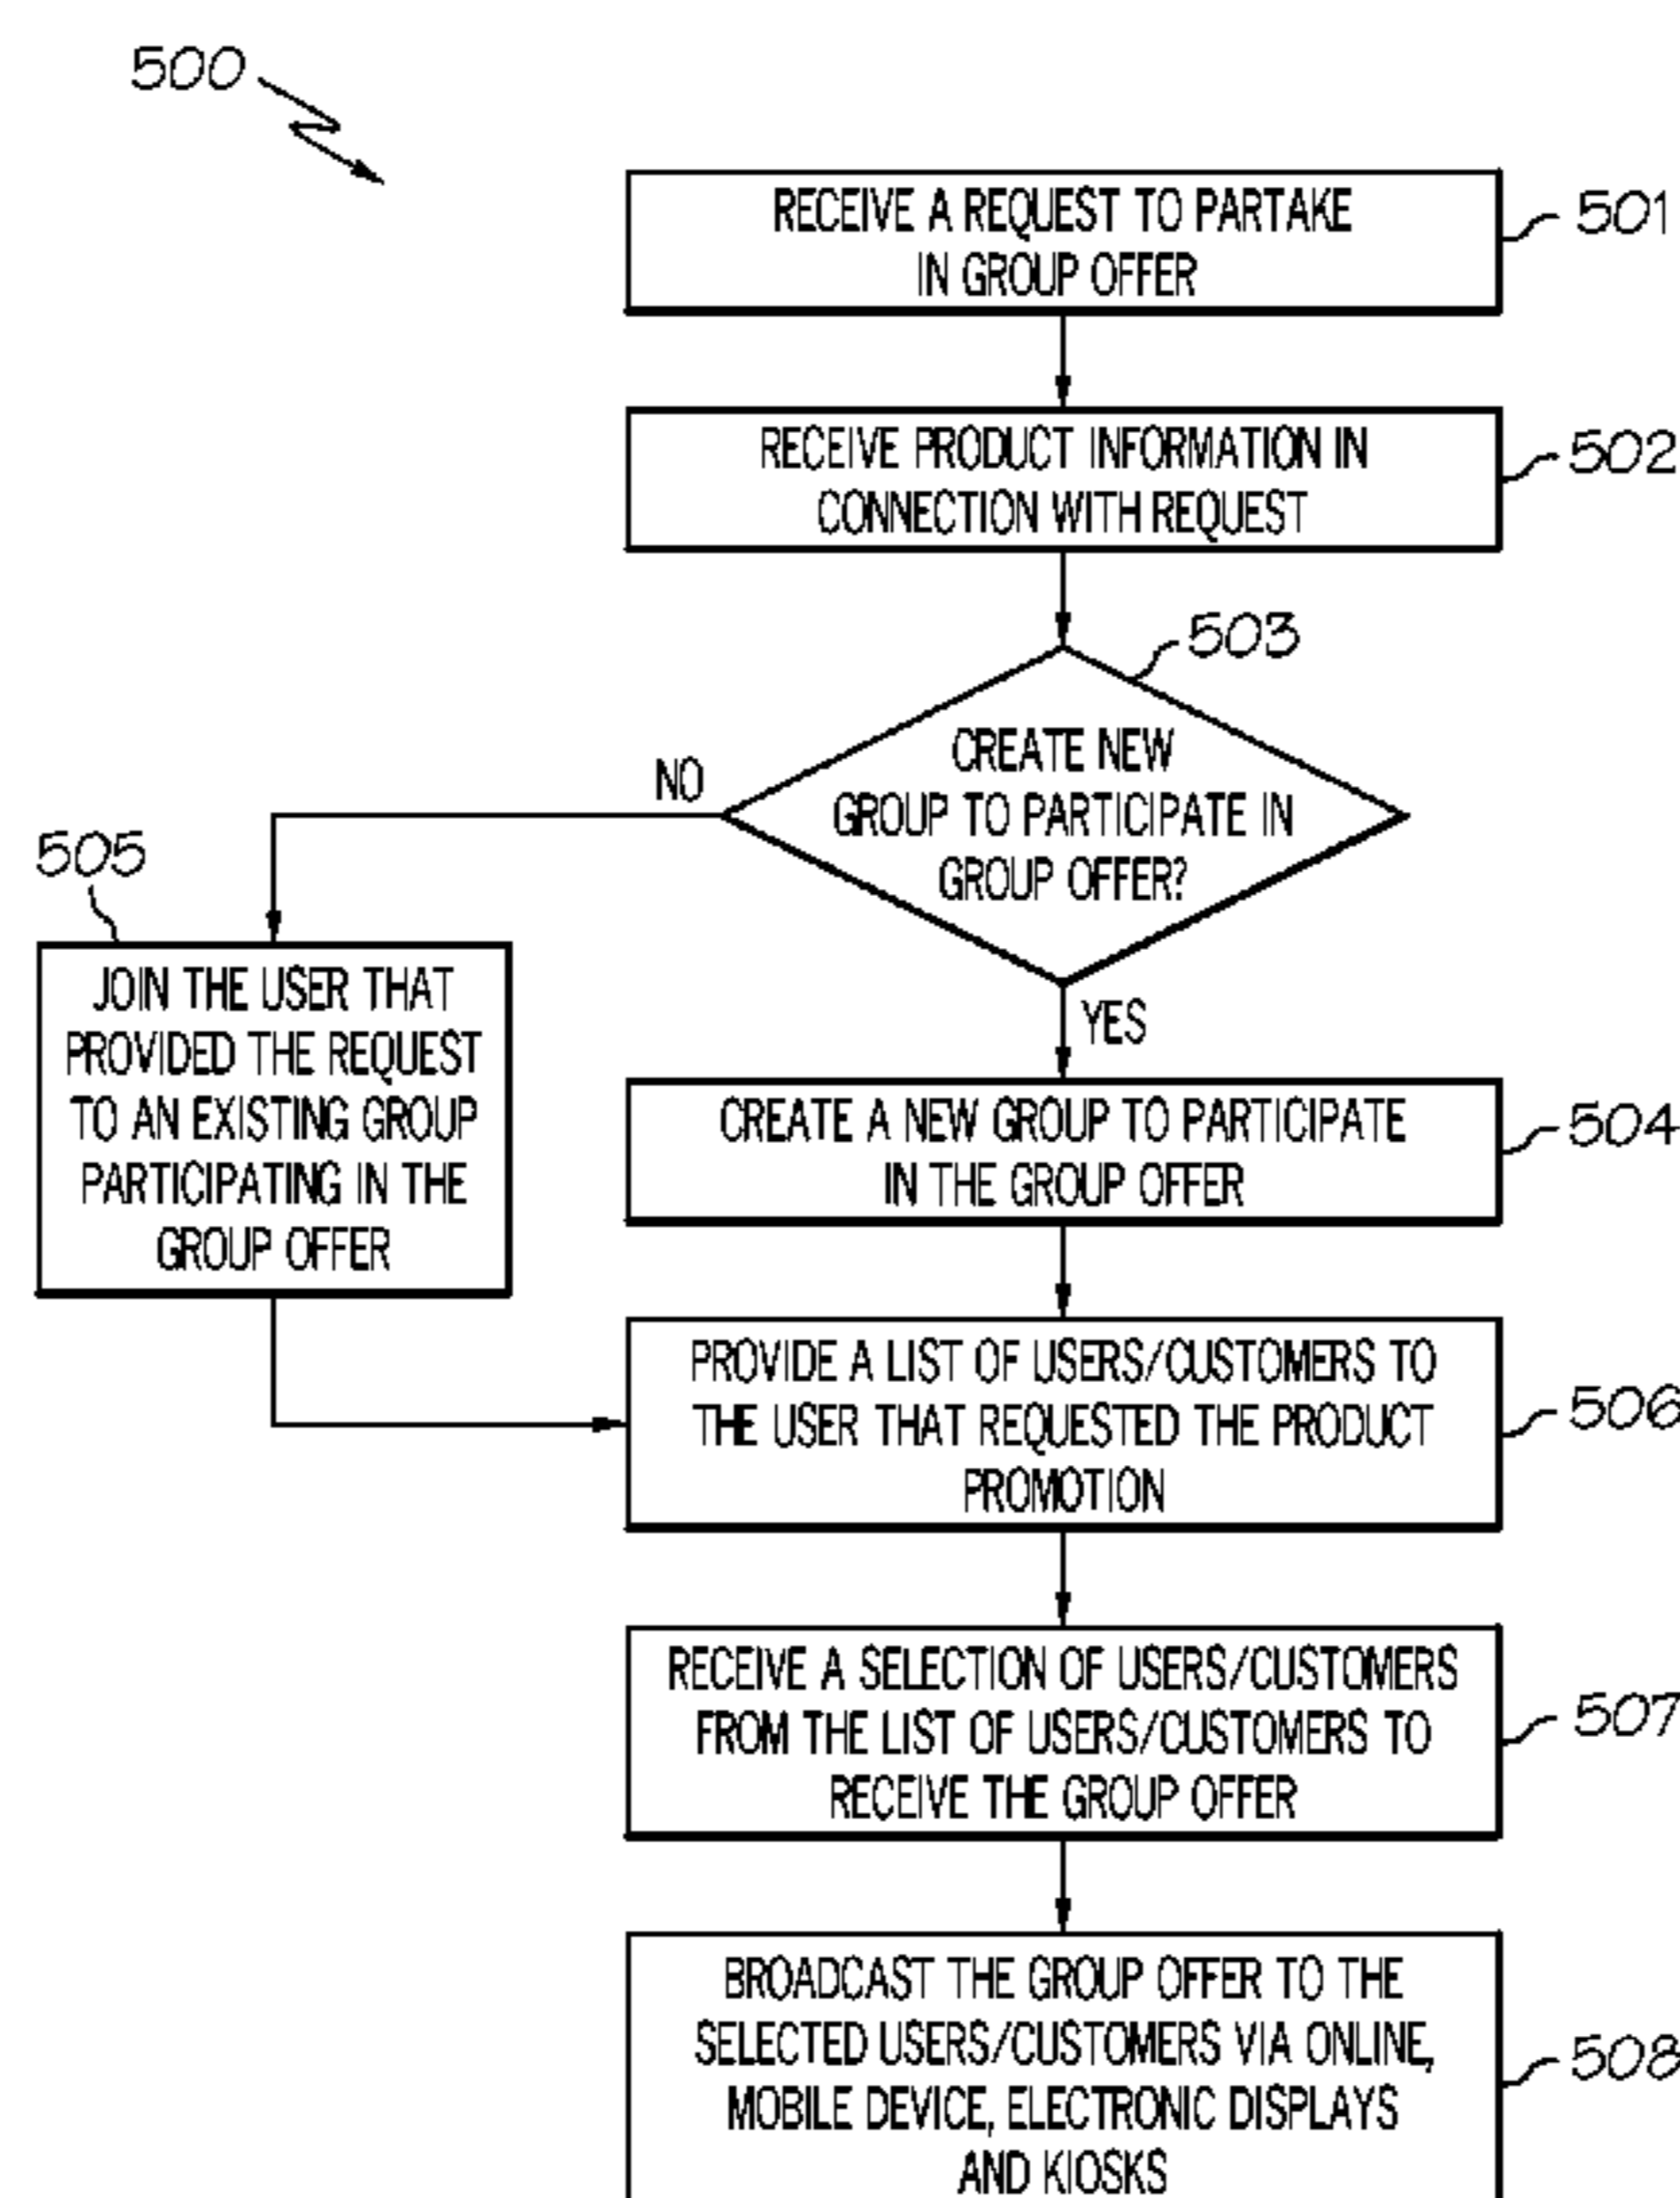 500
RECEIVE A REQUEST TO PARTAKE
IN GROUP OFFER
501
RECEIVE PRODUCT INFORMATION IN
CONNECTION WITH REQUEST
502
503
CREATE NEW
GROUP TO PARTICIPATE IN
GROUP OFFER?
NO
YES
505
JOIN THE USER THAT
PROVIDED THE REQUEST
TO AN EXISTING GROUP
PARTICIPATING IN THE
GROUP OFFER
CREATE A NEW GROUP TO PARTICIPATE
IN THE GROUP OFFER
504
PROVIDE A LIST OF USERS/CUSTOMERS TO
THE USER THAT REQUESTED THE PRODUCT
PROMOTION
506
RECEIVE A SELECTION OF USERS/CUSTOMERS
FROM THE LIST OF USERS/CUSTOMERS TO
RECEIVE THE GROUP OFFER
507
BROADCAST THE GROUP OFFER TO THE
SELECTED USERS/CUSTOMERS VIA ONLINE,
MOBILE DEVICE, ELECTRONIC DISPLAYS
AND KIOSKS
508